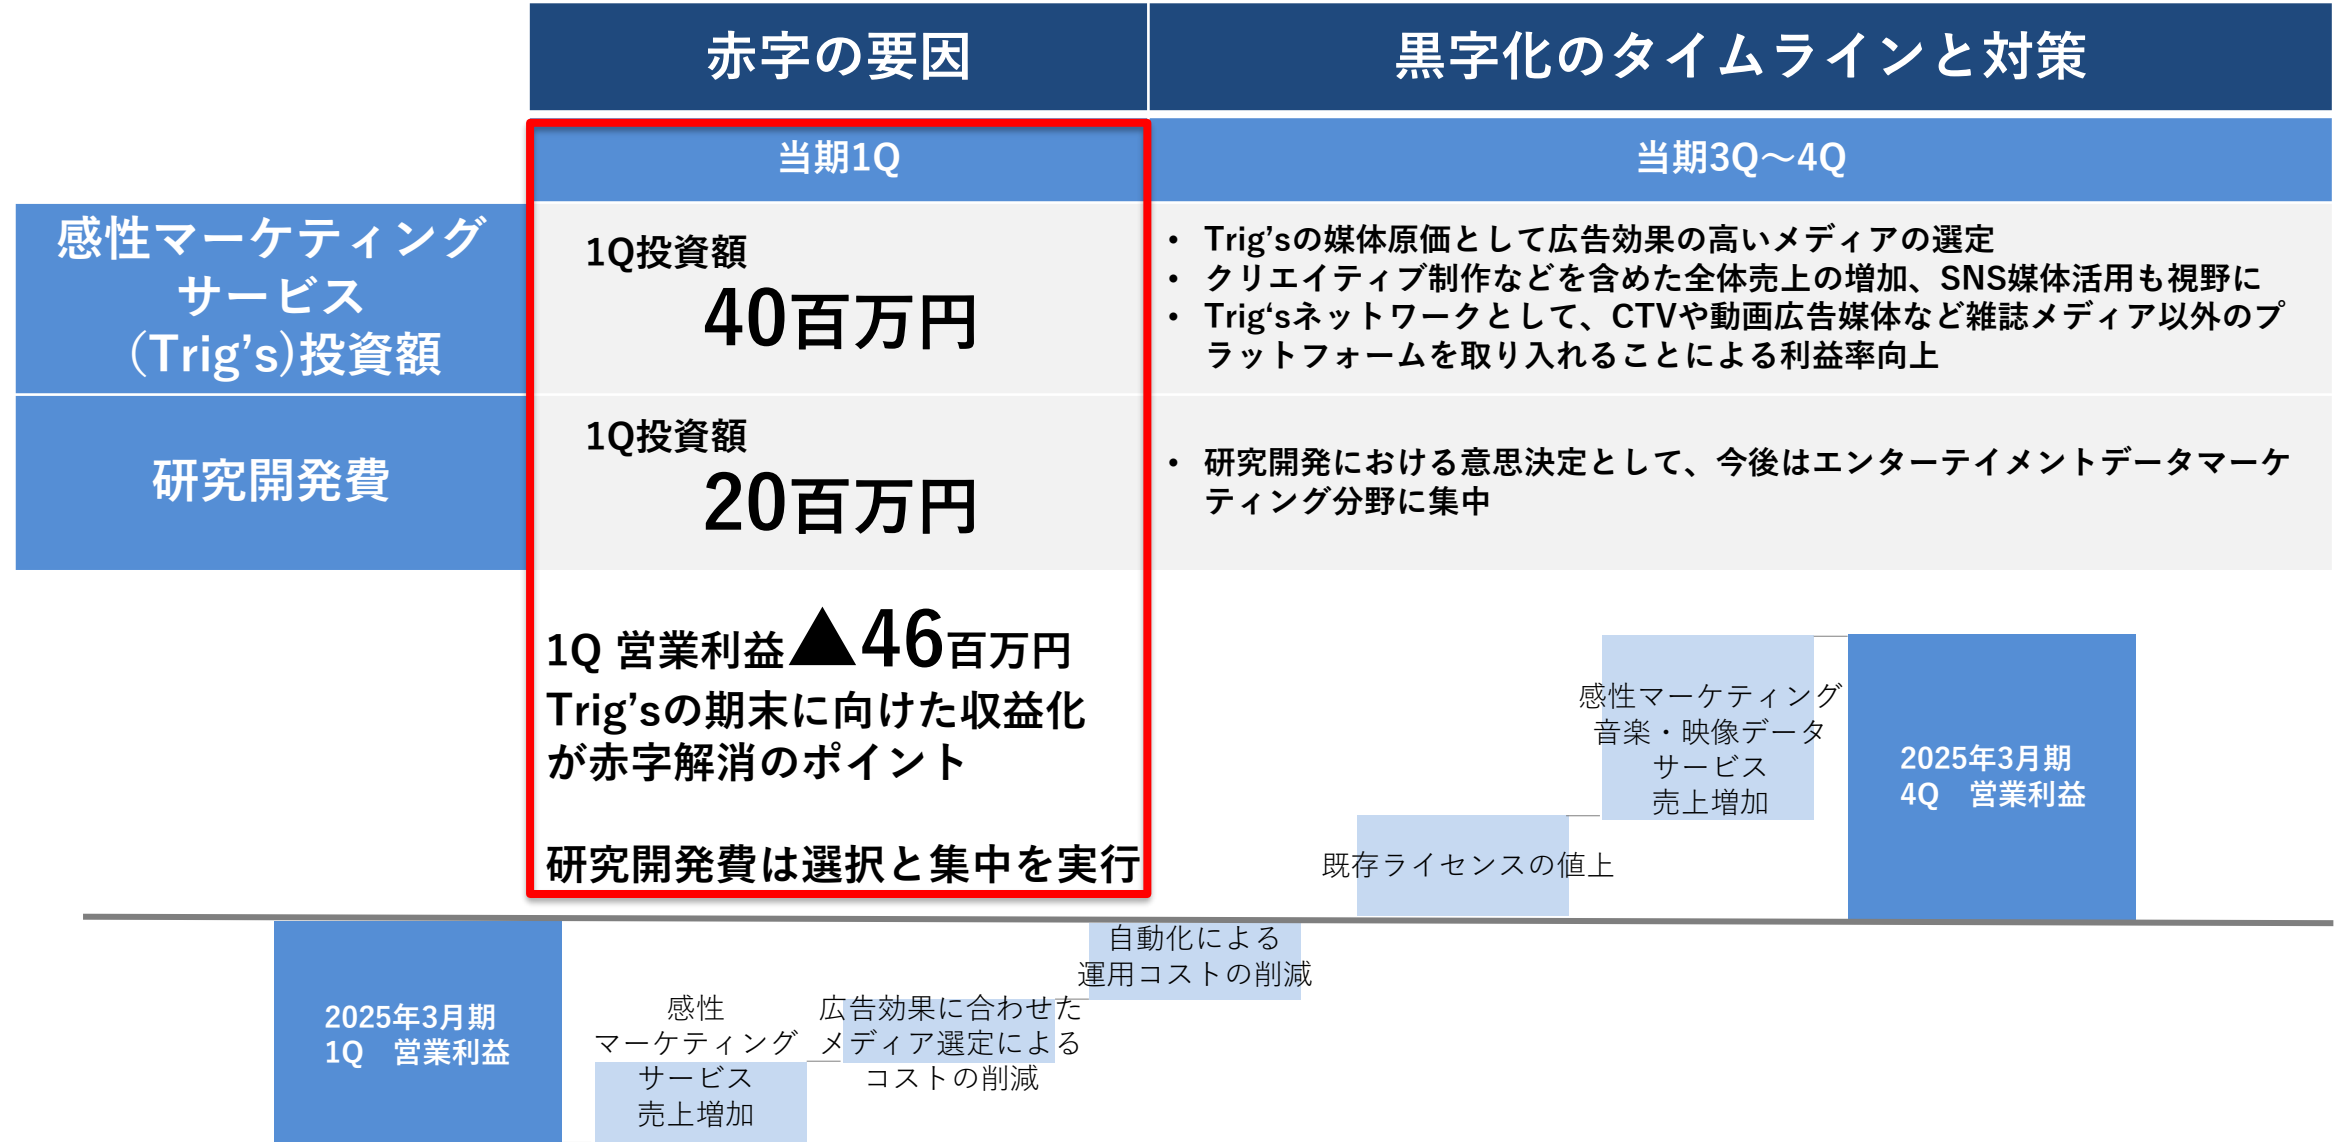 赤字の要因
黒字化のタイムラインと対策
当期1Q
当期3Q～4Q
感性マーケティング
サービス
（Trig’s)投資額
1Q投資額
40百万円
• Trig’sの媒体原価として広告効果の高いメディアの選定
• クリエイティブ制作などを含めた全体売上の増加、SNS媒体活用も視野に
• Trig‘sネットワークとして、CTVや動画広告媒体など雑誌メディア以外のプ
ラットフォームを取り入れることによる利益率向上
研究開発費
1Q投資額
20百万円
• 研究開発における意思決定として、今後はエンターテイメントデータマーケ
ティング分野に集中
1Q 営業利益▲46百万円
Trig’sの期末に向けた収益化
が赤字解消のポイント
研究開発費は選択と集中を実行
2025年3月期
1Q　営業利益
感性
マーケティング
サービス
売上増加
広告効果に合わせた
メディア選定による
コストの削減
自動化による
運用コストの削減
既存ライセンスの値上
感性マーケティング
音楽・映像データ
サービス
売上増加
2025年3月期
4Q　営業利益